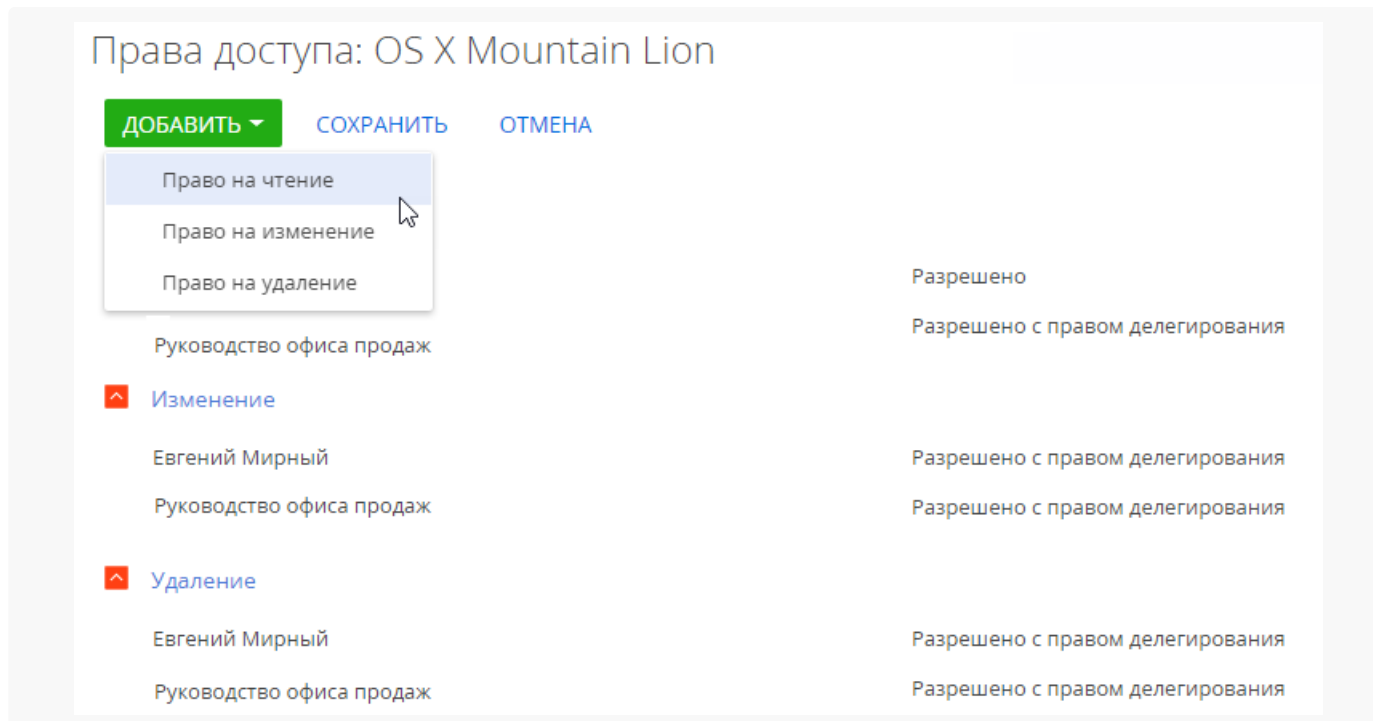 Права доступа: OS X Mountain Lion
ДОБАВИТЬ СОХРАНИТЬ ОТМЕНА
Право на чтение
Право на изменение
Право на удаление
Разрешено
Руководство офиса продаж Разрешено с правом делегирования
Изменение
Евгений Мирный Разрешено с правом делегирования
Руководство офиса продаж Разрешено с правом делегирования
Удаление
Евгений Мирный Разрешено с правом делегирования
Руководство офиса продаж Разрешено с правом делегирования